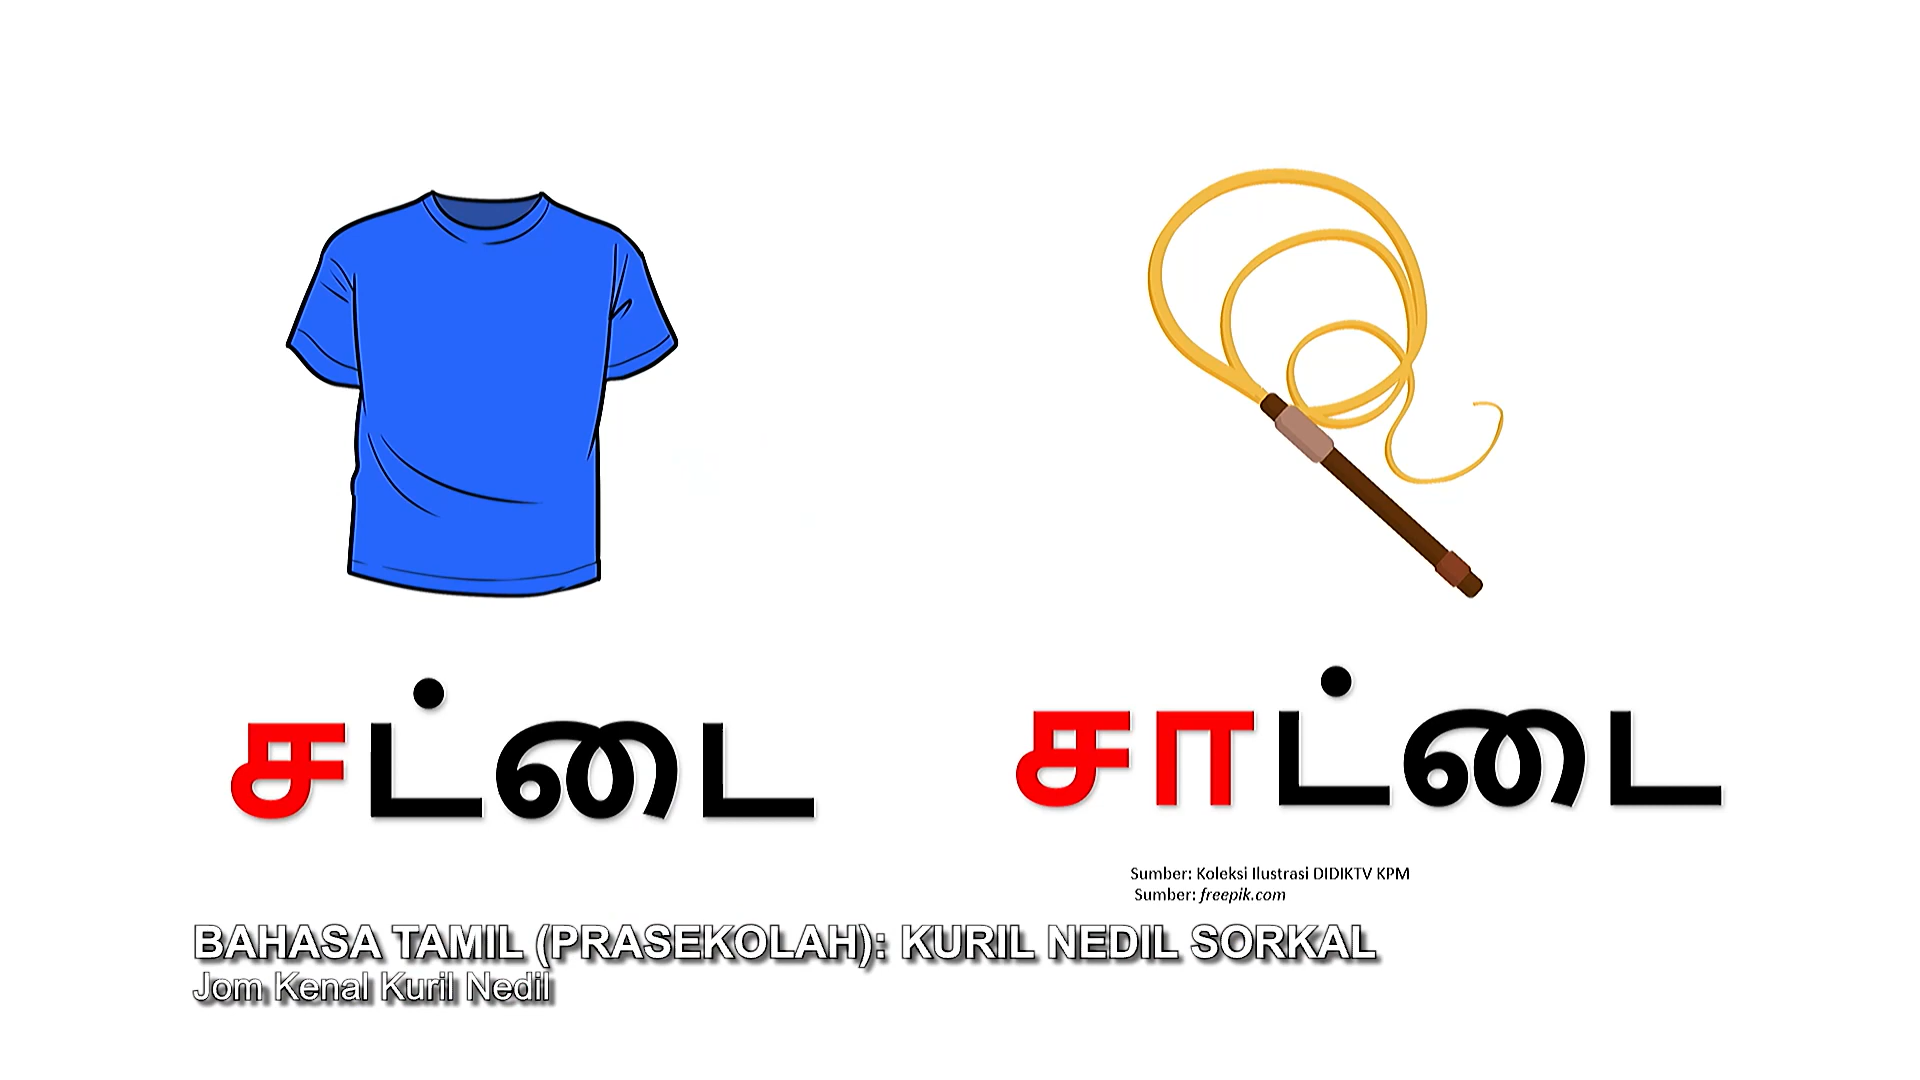 சட்டை
சாட்டை
Sumber: Koleksi Ilustrasi DIDIKTV KPM
Sumber: freepik.com
BAHASA TAMIL (PRASEKOLAH): KURIL NEDIL SORKAL
Jom Kenal Kuril Nedil